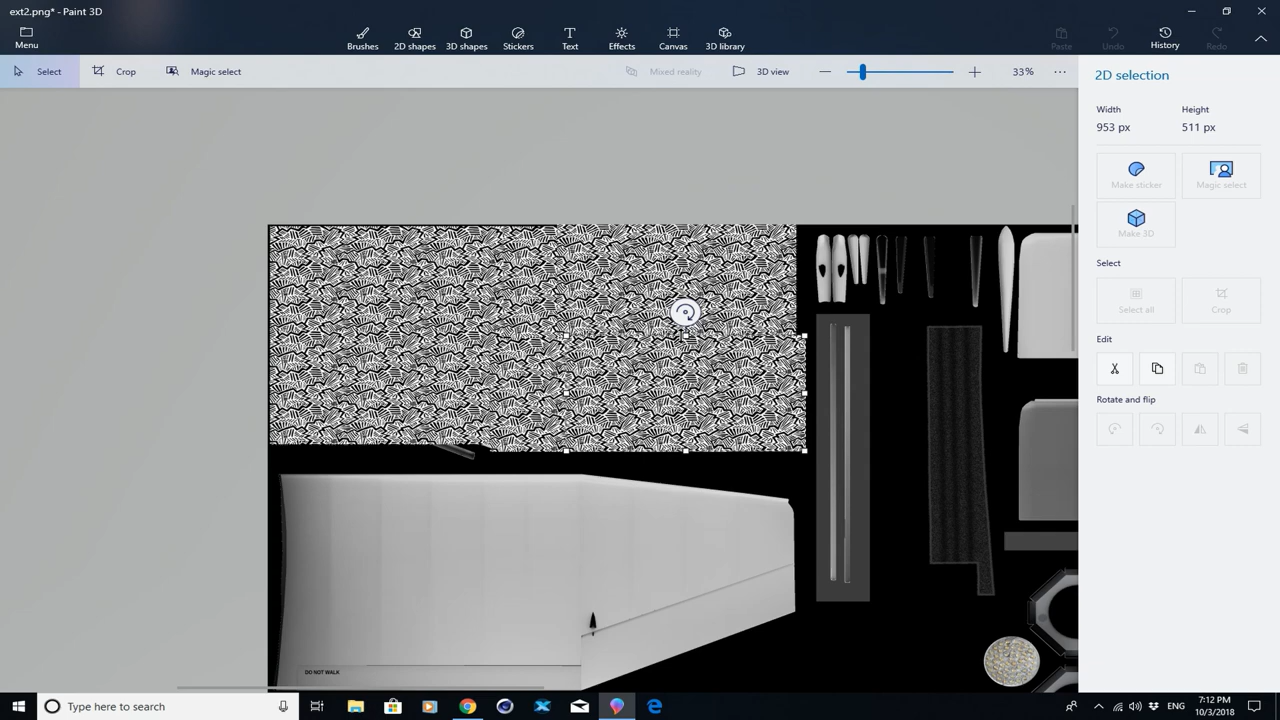 ext2.png* - Paint 3D
Menu
Brushes
2D shapes
3D shapes
Stickers
Text
Effects
Canvas
3D library
Paste
Undo
History
Redo
Select
Crop
Magic select
Mixed reality
3D view
33%
2D selection
Width
Height
953 px
511 px
Make sticker
Magic select
Make 3D
Select
Select all
Crop
Edit
Rotate and flip
DO NOT WALK
Type here to search
ENG
7:12 PM
10/3/2018